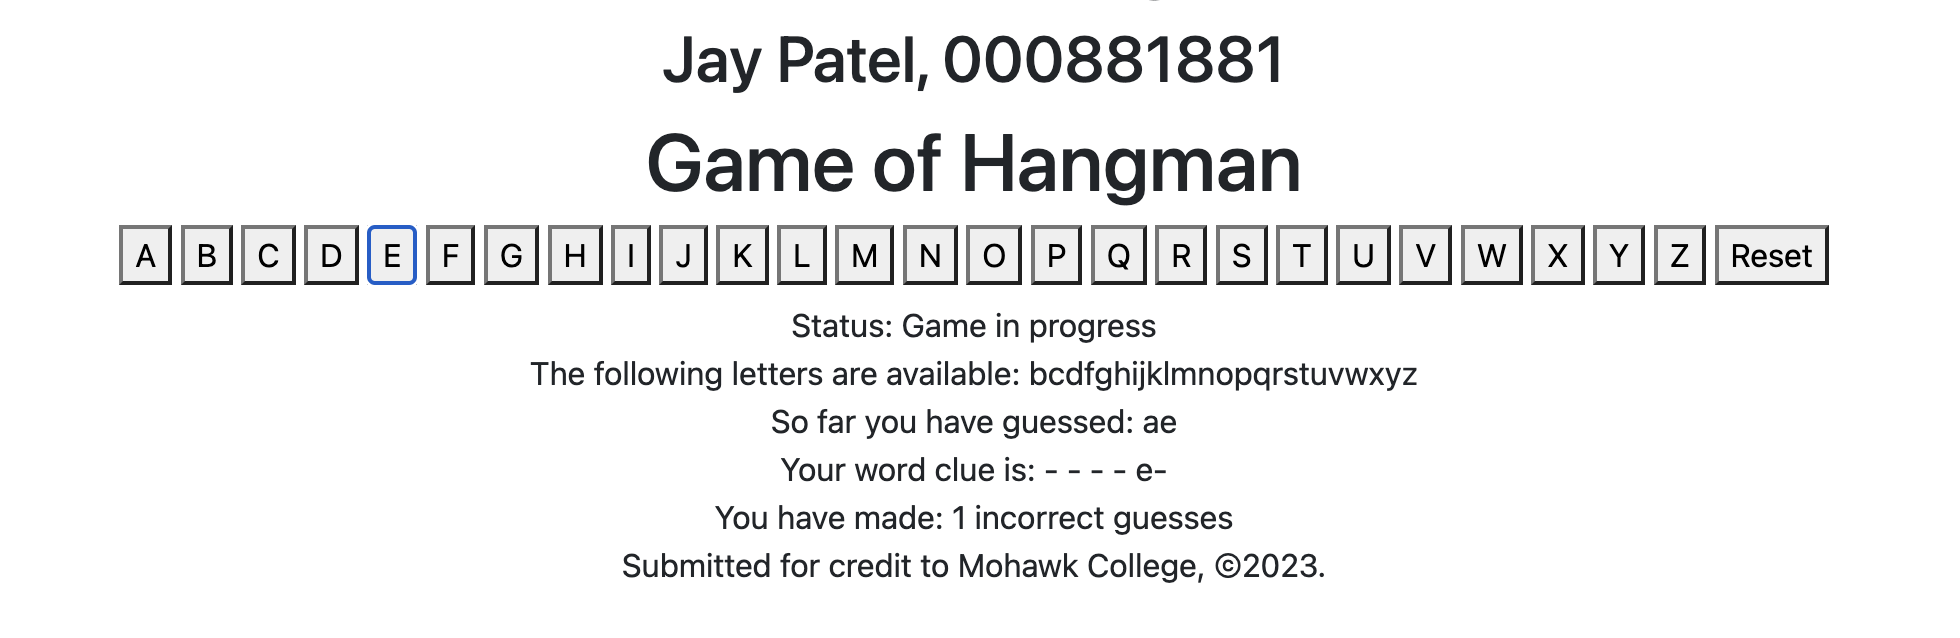 Jay Patel, 000881881
Game of Hangman
A B C D E F G H I J K L M N O P Q R S T U V W X Y Z Reset
Status: Game in progress
The following letters are available: bcdfghijklmnopqrstuvwxyz
So far you have guessed: ae
Your word clue is: - - - - e-
You have made: 1 incorrect guesses
Submitted for credit to Mohawk College, ©2023.